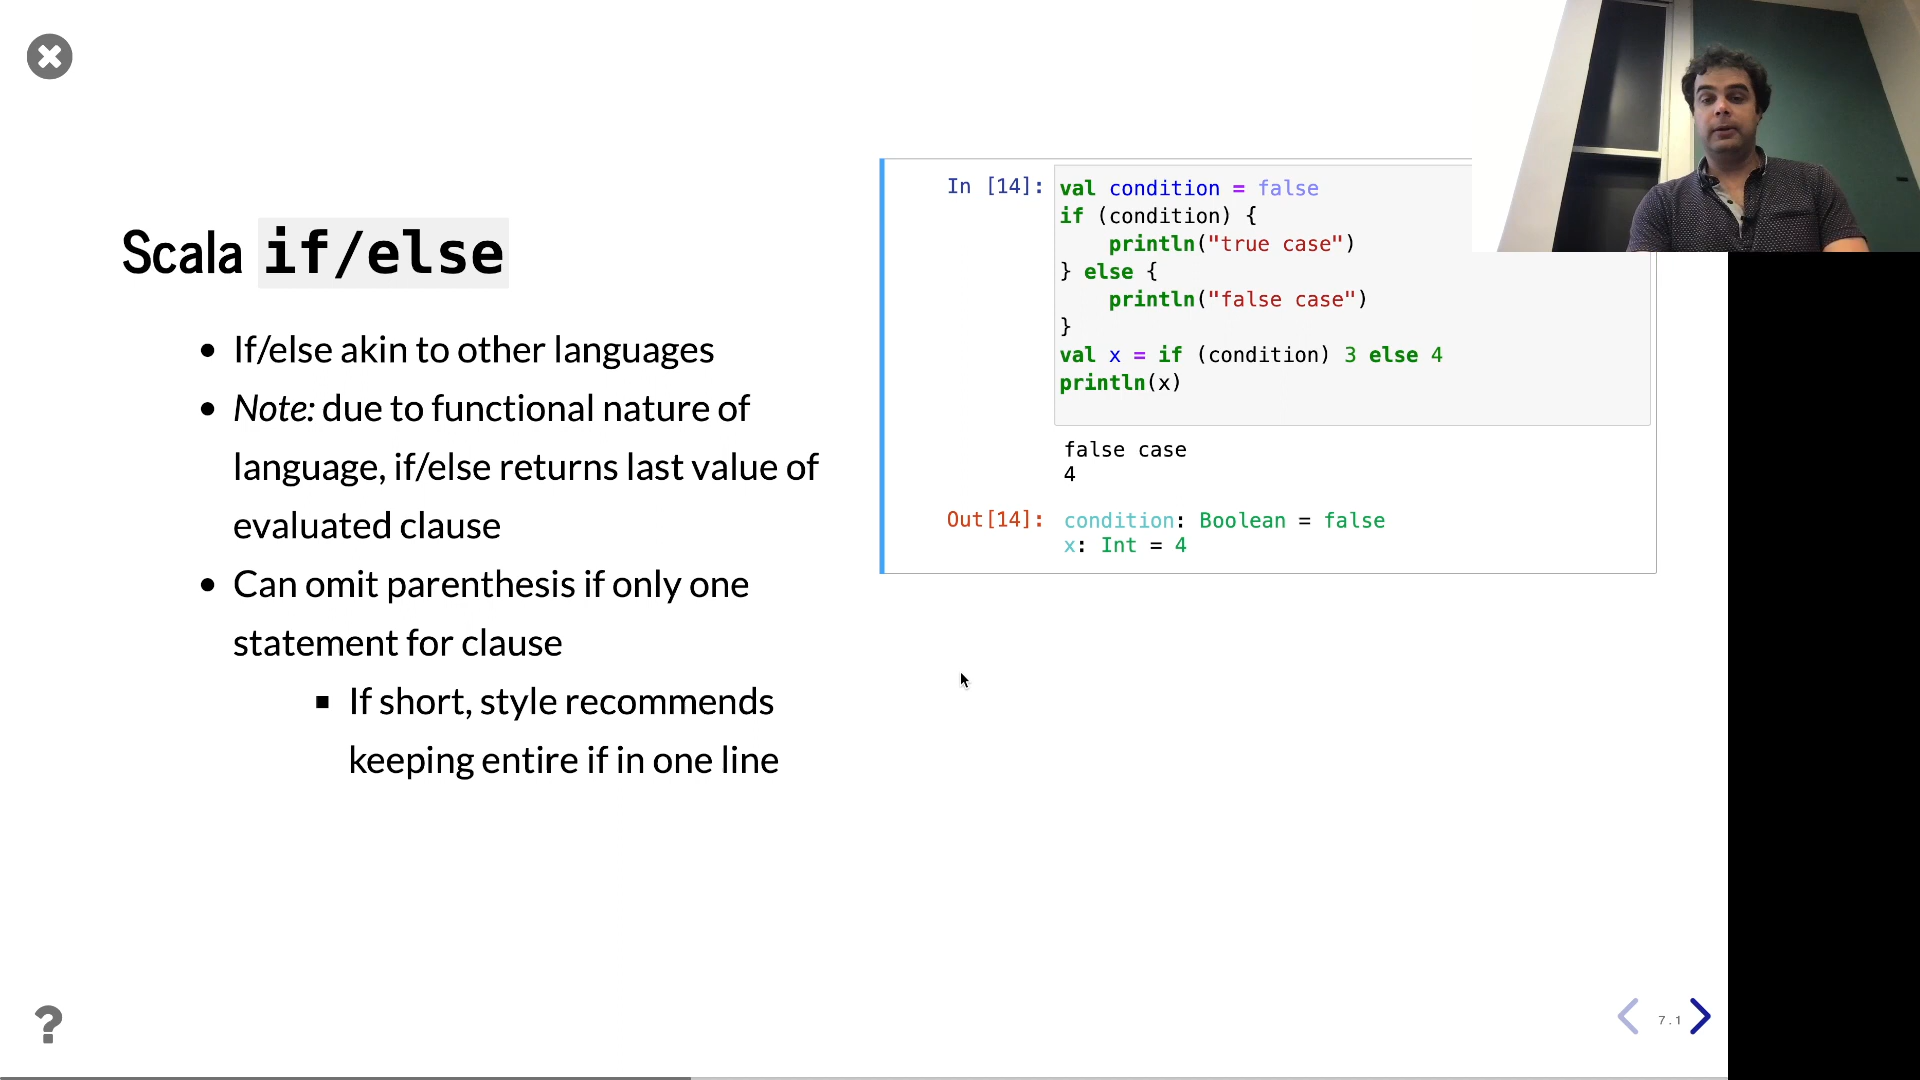 Scala if/else
If/else akin to other languages
Note: due to functional nature of
language, if/else returns last value of
evaluated clause
Can omit parenthesis if only one
statement for clause
If short, style recommends
keeping entire if in one line
In [14]:
val condition = false
if (condition) {
    println("true case")
} else {
    println("false case")
}
val x = if (condition) 3 else 4
println(x)
false case
4
Out[14]:
condition: Boolean = false
x: Int = 4
7.1